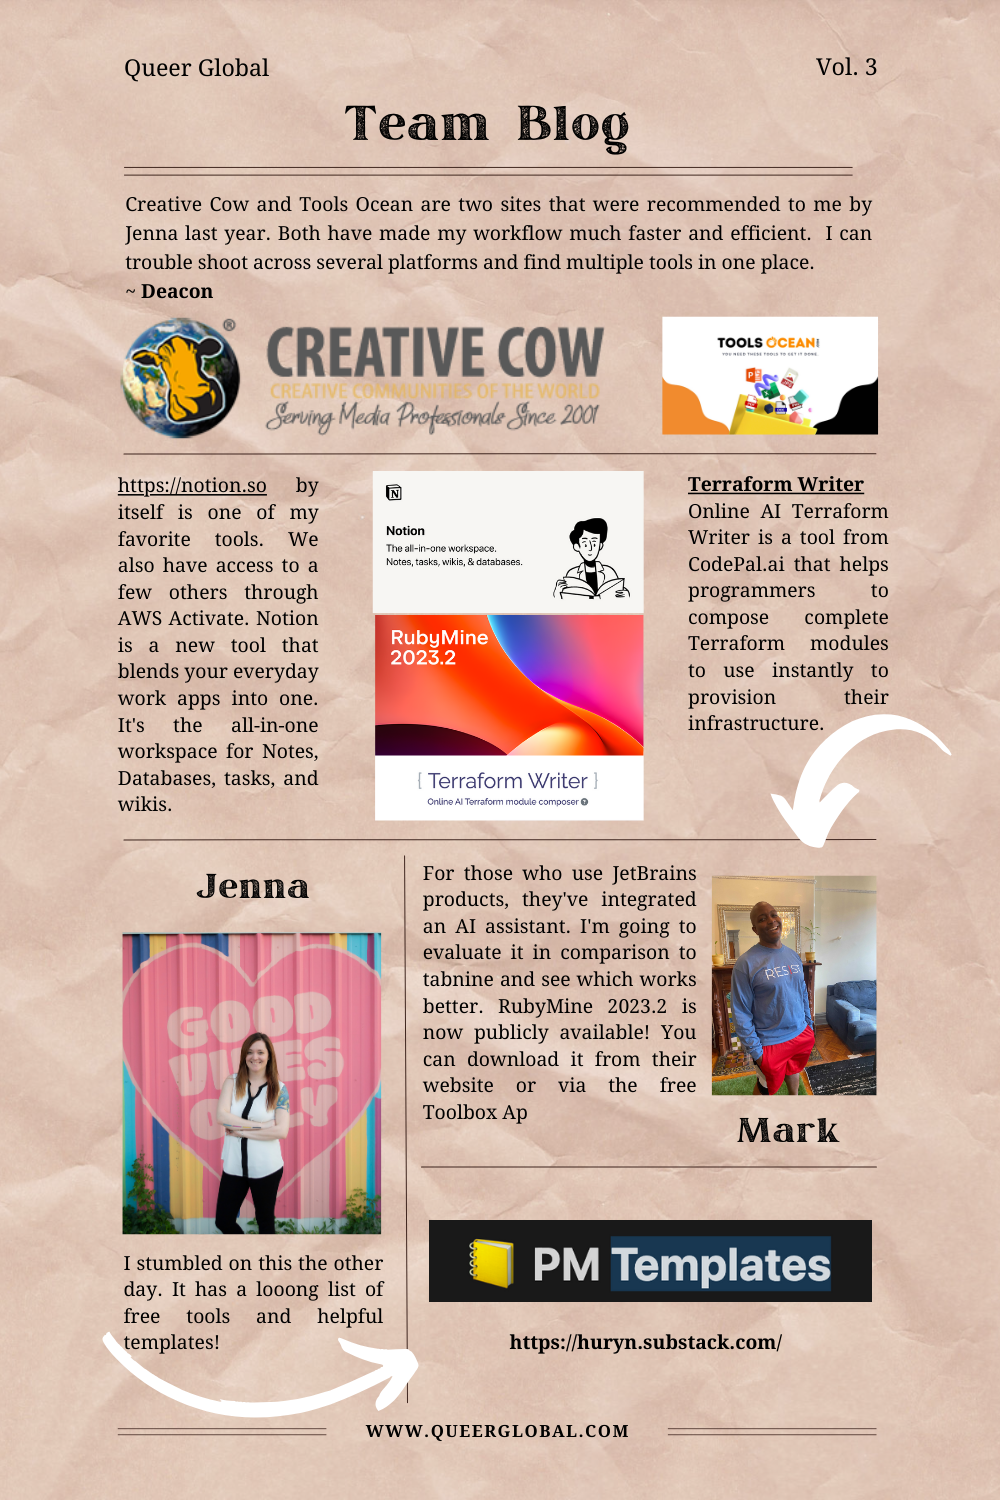 Queer Global
Vol. 3
Team Blog
Creative Cow and Tools Ocean are two sites that were recommended to me by
Jenna last year. Both have made my workflow much faster and efficient. I can
trouble shoot across several platforms and find multiple tools in one place.
~ Deacon
®
CREATIVE COW
CREATIVE COMMUNITIES OF THE WORLD
Serving Media Professionals Since 2001
TOOLS OCEAN
YOU NEED THESE TOOLS TO GET IT DONE.
https://notion.so by
itself is one of my
favorite tools. We
also have access to a
few others through
AWS Activate. Notion
is a new tool that
blends your everyday
work apps into one.
It's the all-in-one
workspace for Notes,
Databases, tasks, and
wikis.
N
Notion
The all-in-one workspace.
Notes, tasks, wikis, & databases.
RubyMine
2023.2
{ Terraform Writer }
Online AI Terraform module composer ?
Terraform Writer
Online AI Terraform
Writer is a tool from
CodePal.ai that helps
programmers to
compose complete
Terraform modules
to use instantly to
provision their
infrastructure.
Jenna
GOOD
VIBES
ONLY
I stumbled on this the other
day. It has a looong list of
free tools and helpful
templates!
For those who use JetBrains
products, they've integrated
an AI assistant. I'm going to
evaluate it in comparison to
tabnine and see which works
better. RubyMine 2023.2 is
now publicly available! You
can download it from their
website or via the free
Toolbox Ap
RESIST
Mark
PM Templates
https://huryn.substack.com/
WWW.QUEERGLOBAL.COM